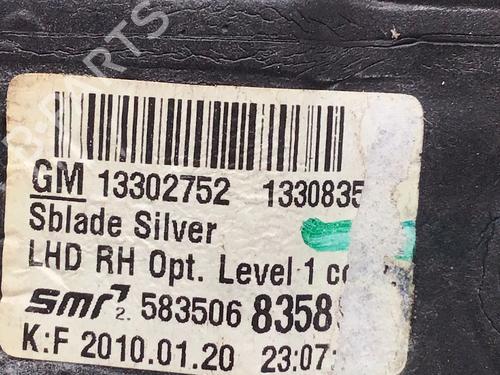 B-PARTS
GM 13302752 1330835
Sblade Silver
LHD RH Opt. Level 1
smr 2. 583506 8358
K:F 2010.01.20 23:07: